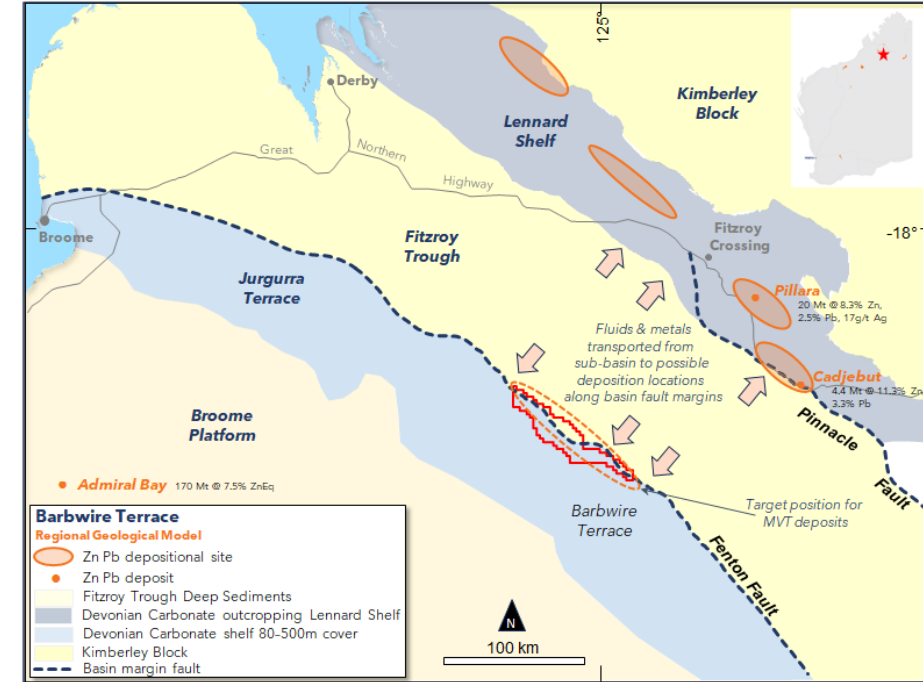 125°
Derby
Kimberley
Block
Lennard
Shelf
Great
Northern
Highway
Broome
Fitzroy
Trough
Fitzroy
Crossing
-18°
Jurgurra
Terrace
Pillara
20 Mt @ 8.3% Zn,
2.5% Pb, 17g/t Ag
Fluids & metals
transported from
sub-basin to possible
deposition locations
along basin fault margins
Cadjebut
4.4 Mt @ 11.3% Zn
3.3% Pb
Broome
Platform
Pinnacle
Fault
Admiral Bay 170 Mt @ 7.5% ZnEq
Barbwire
Terrace
Target position for
MVT deposits
Fenton Fault
Barbwire Terrace
Regional Geological Model
Zn Pb depositional site
Zn Pb deposit
Fitzroy Trough Deep Sediments
Devonian Carbonate outcropping Lennard Shelf
Devonian Carbonate shelf 80-500m cover
Kimberley Block
Basin margin fault
N
100 km